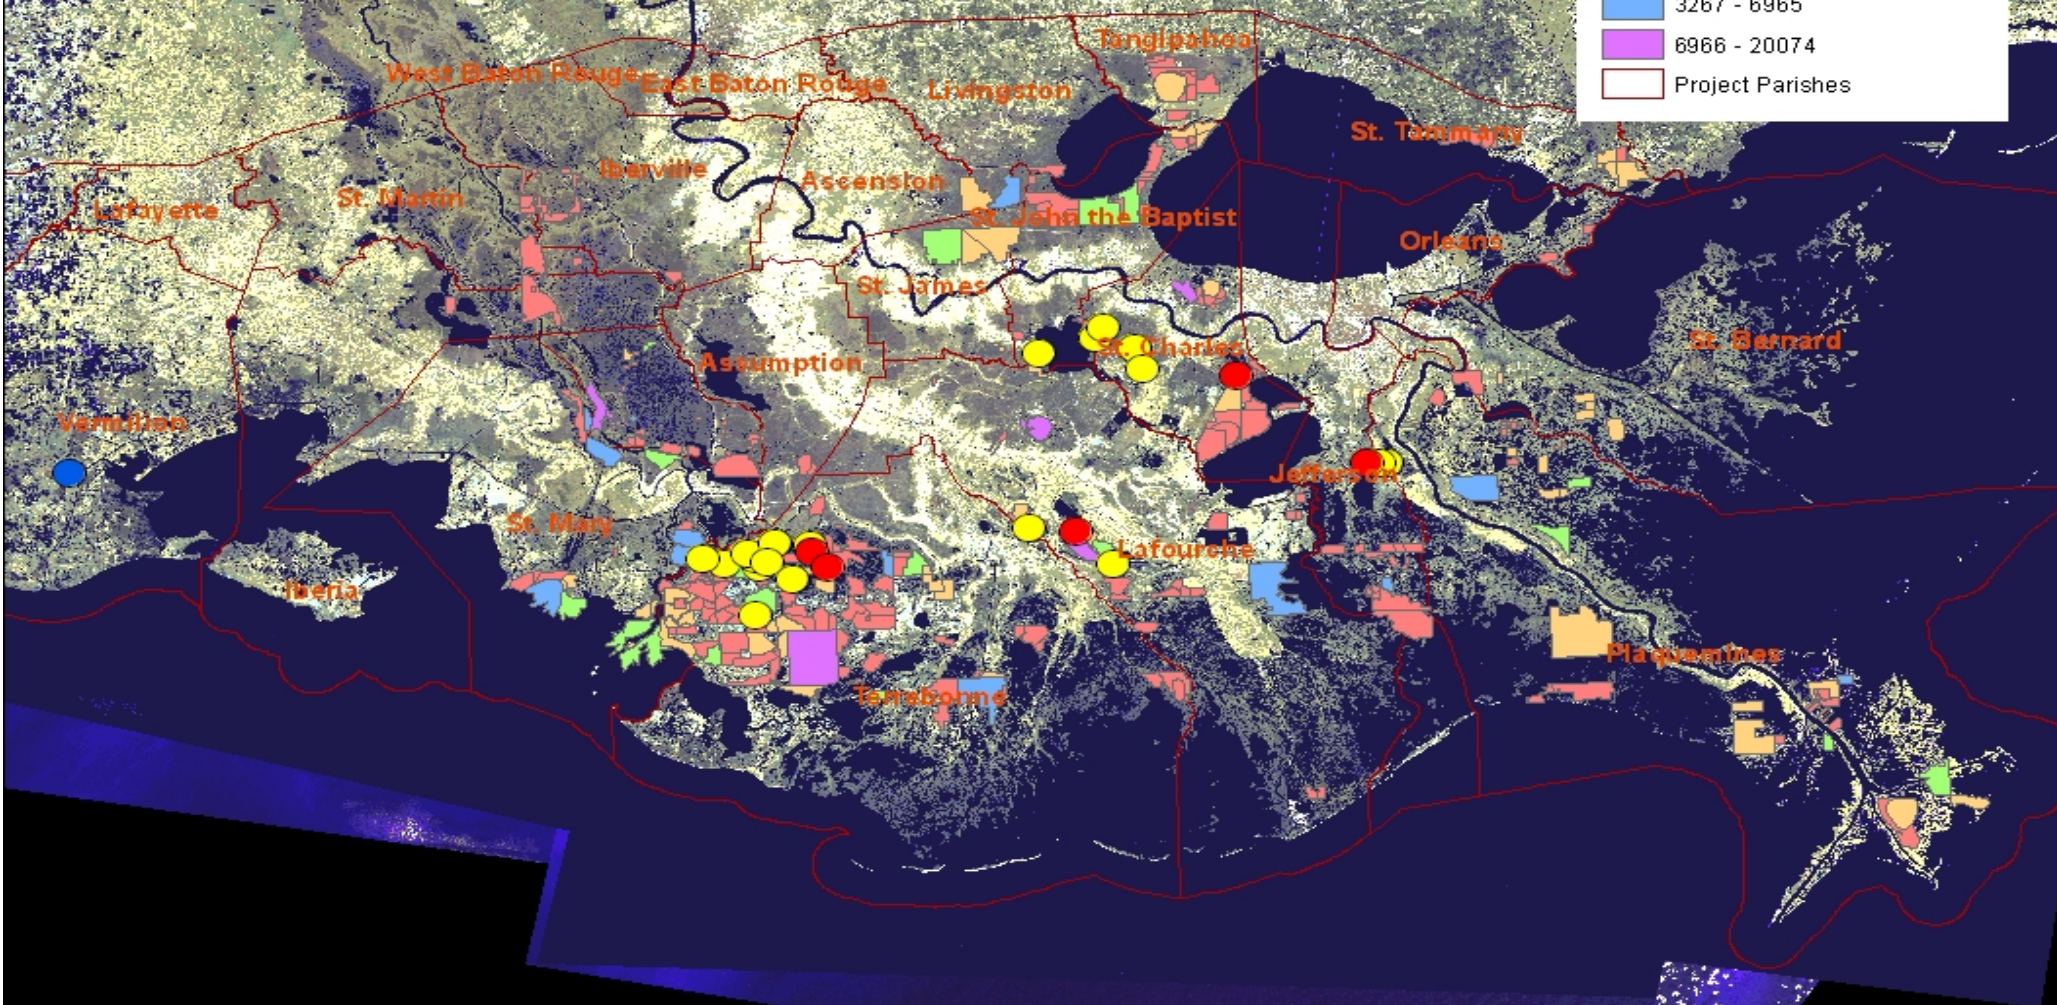 3267 - 6965
6966 - 20074
Project Parishes
Tangipahoa
West Baton Rouge
East Baton Rouge
Livingston
St. Tammany
Iberville
Ascension
St. Martin
Lafayette
St. John the Baptist
Orleans
St. James
St. Bernard
St. Charles
Assumption
Vermilion
Jefferson
St. Mary
Lafourche
Iberia
Plaquemines
Terrebonne